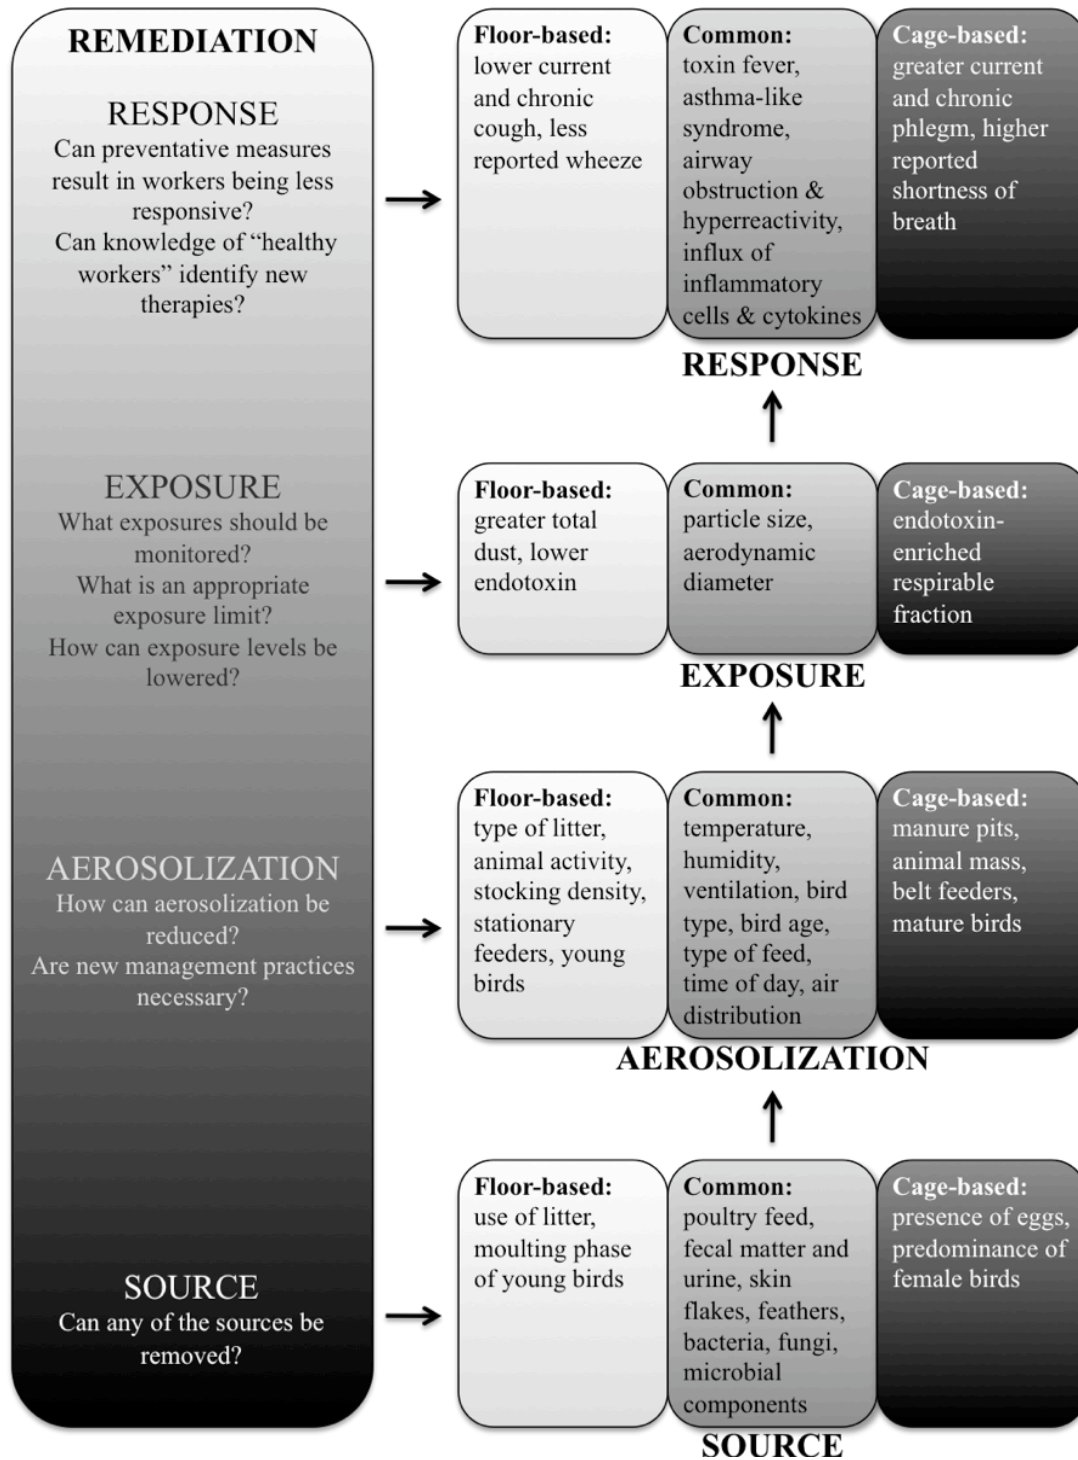 REMEDIATION
RESPONSE
Can preventative measures
result in workers being less
responsive?
Can knowledge of “healthy
workers” identify new
therapies?
EXPOSURE
What exposures should be
monitored?
What is an appropriate
exposure limit?
How can exposure levels be
lowered?
AEROSOLIZATION
How can aerosolization be
reduced?
Are new management practices
necessary?
SOURCE
Can any of the sources be
removed?
Floor-based:
lower current
and chronic
cough, less
reported wheeze
Common:
toxin fever,
asthma-like
syndrome,
airway
obstruction &
hyperreactivity,
influx of
inflammatory
cells & cytokines
Cage-based:
greater current
and chronic
phlegm, higher
reported
shortness of
breath
RESPONSE
Floor-based:
greater total
dust, lower
endotoxin
Common:
particle size,
aerodynamic
diameter
Cage-based:
endotoxin-
enriched
respirable
fraction
EXPOSURE
Floor-based:
type of litter,
animal activity,
stocking density,
stationary
feeders, young
birds
Common:
temperature,
humidity,
ventilation, bird
type, bird age,
type of feed,
time of day, air
distribution
Cage-based:
manure pits,
animal mass,
belt feeders,
mature birds
AEROSOLIZATION
Floor-based:
use of litter,
moulting phase
of young birds
Common:
poultry feed,
fecal matter and
urine, skin
flakes, feathers,
bacteria, fungi,
microbial
components
Cage-based:
presence of eggs,
predominance of
female birds
SOURCE